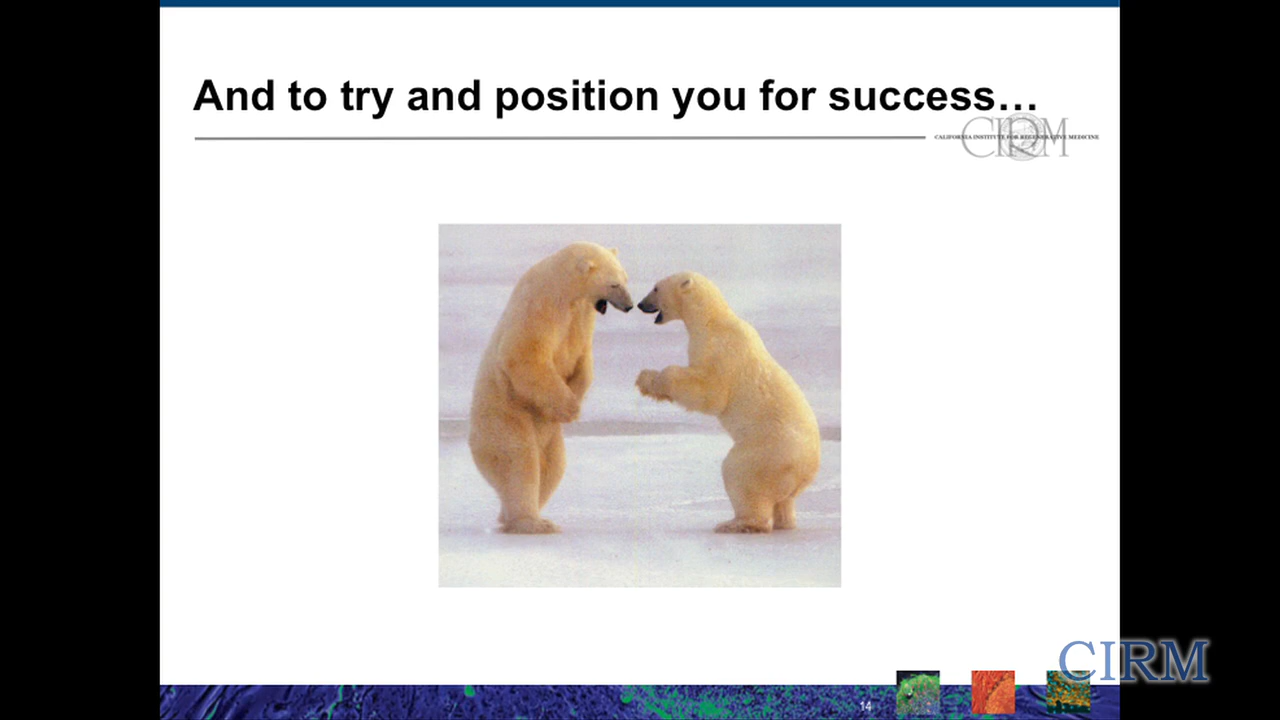 And to try and position you for success…
CIRM
CALIFORNIA INSTITUTE FOR REGENERATIVE MEDICINE
14
CIRM